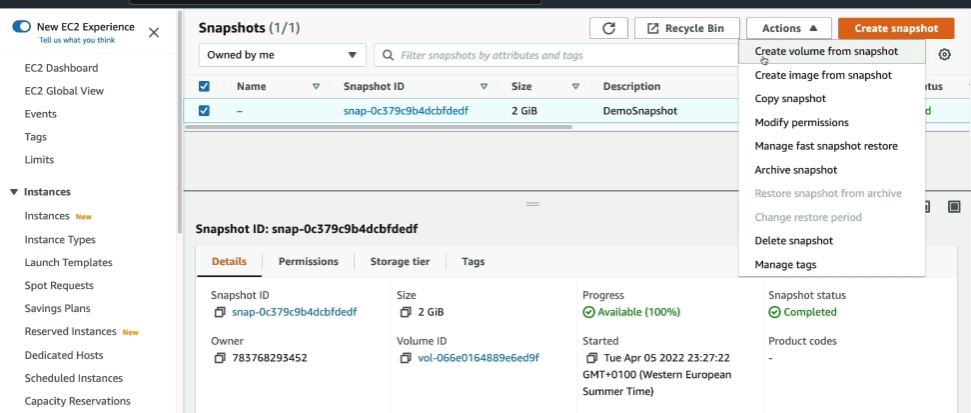 New EC2 Experience
Tell us what you think
EC2 Dashboard
EC2 Global View
Events
Tags
Limits
Instances
Instances New
Instance Types
Launch Templates
Spot Requests
Savings Plans
Reserved Instances New
Dedicated Hosts
Scheduled Instances
Capacity Reservations
Snapshots (1/1)
Recycle Bin
Actions
Create snapshot
Owned by me
Filter snapshots by attributes and tags
Name Snapshot ID Size Description
– snap-0c379c9b4dcbfdedf 2 GiB DemoSnapshot
Create volume from snapshot
Create image from snapshot
Copy snapshot
Modify permissions
Manage fast snapshot restore
Archive snapshot
Restore snapshot from archive
Change restore period
Delete snapshot
Manage tags
Snapshot ID: snap-0c379c9b4dcbfdedf
Details Permissions Storage tier Tags
Snapshot ID
snap-0c379c9b4dcbfdedf
Size
2 GiB
Progress
Available (100%)
Snapshot status
Completed
Owner
783768293452
Volume ID
vol-066e0164889e6ed9f
Started
Tue Apr 05 2022 23:27:22
GMT+0100 (Western European
Summer Time)
Product codes
-